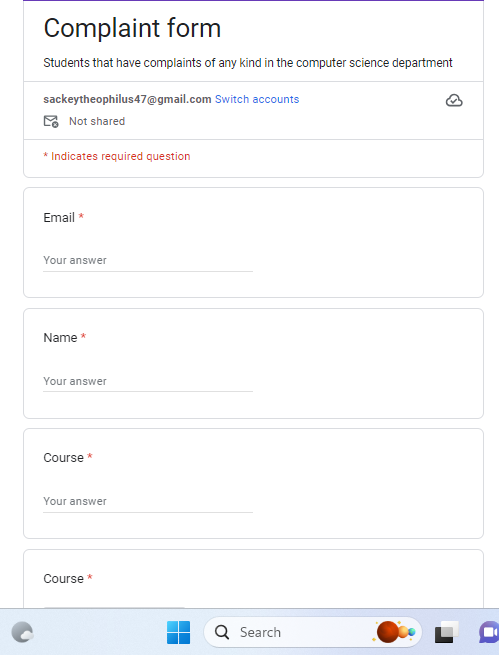 Complaint form
Students that have complaints of any kind in the computer science department
sackeytheophilus47@gmail.com Switch accounts
Not shared
* Indicates required question
Email *
Your answer
Name *
Your answer
Course *
Your answer
Course *
Search